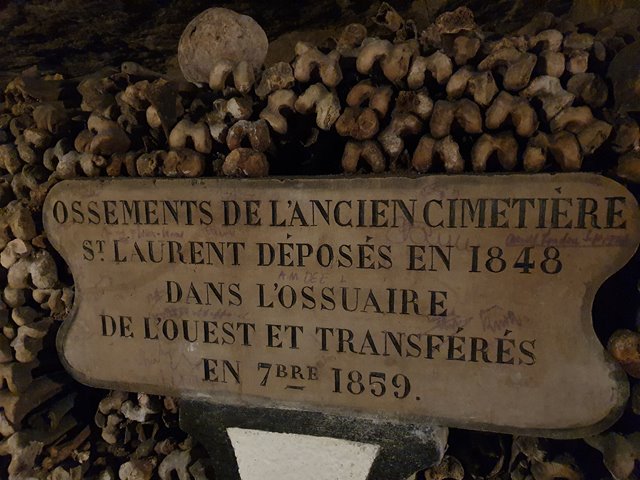 OSSEMENTS DE L'ANCIEN CIMETIÈRE
ST. LAURENT DÉPOSÉS EN 1848
DANS L'OSSUAIRE
DE L'OUEST ET TRANSFÉRÉS
EN 7BRE 1859.